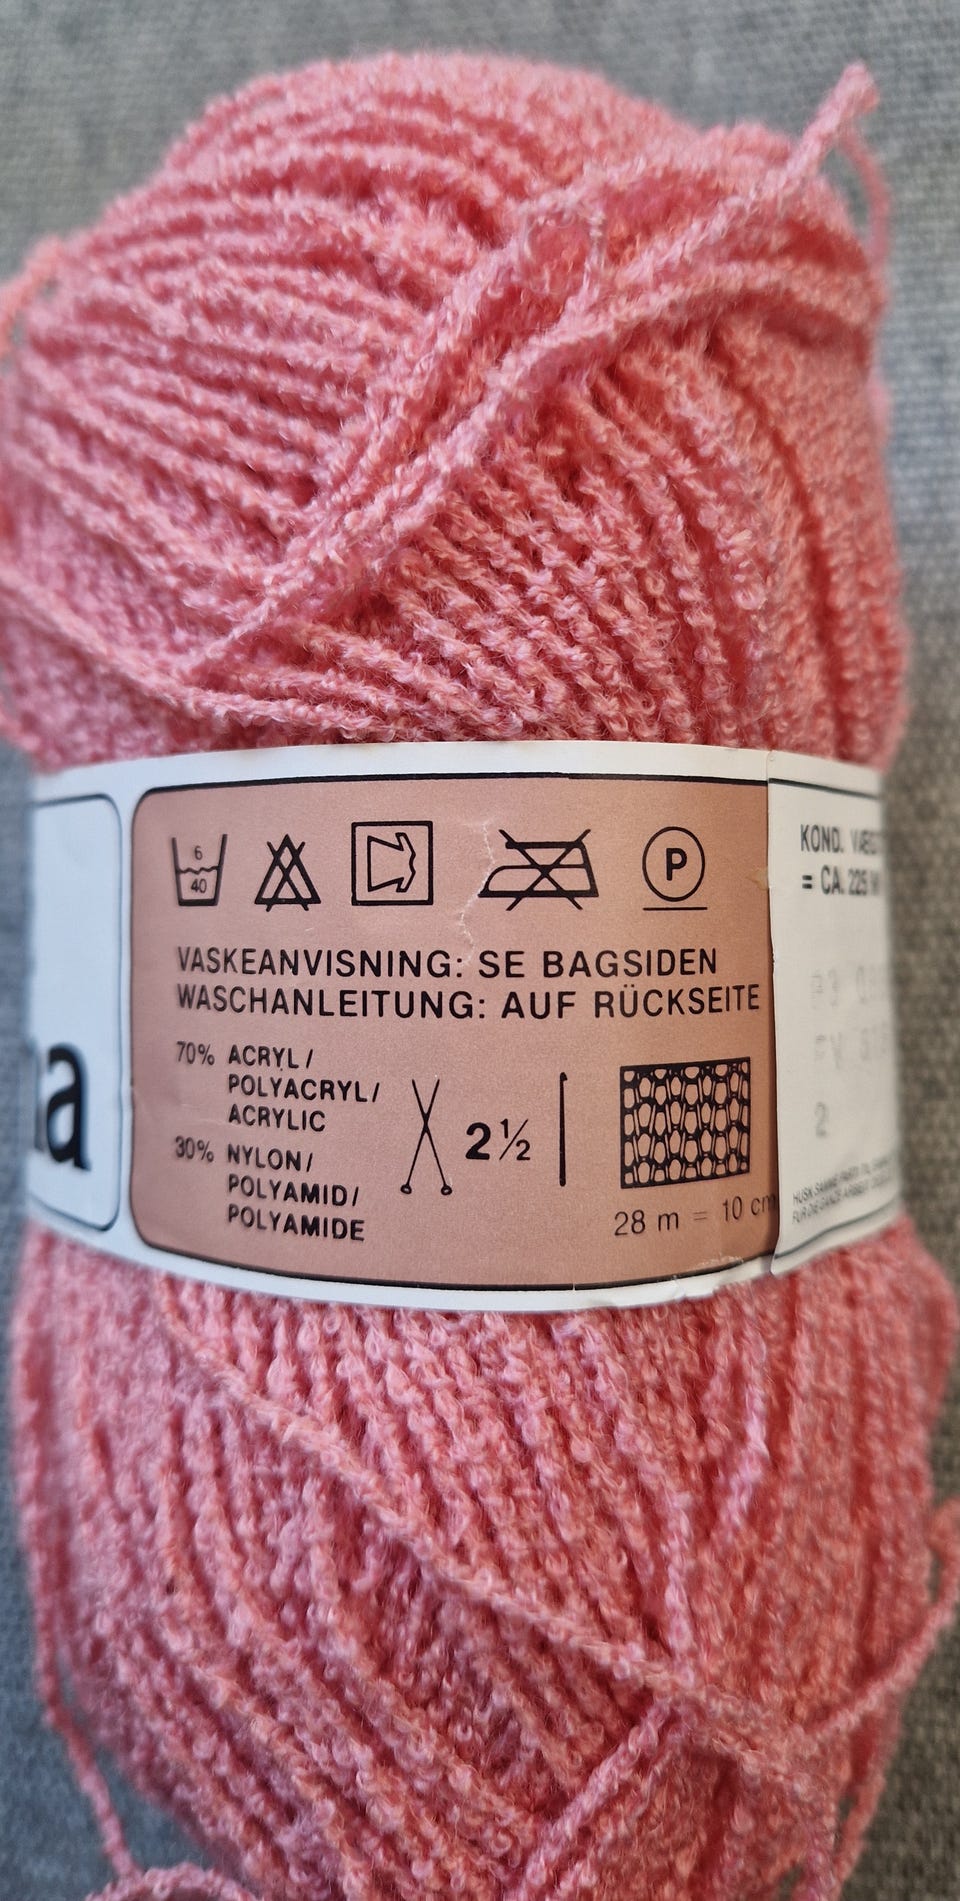 na
6
40
P
VASKEANVISNING: SE BAGSIDEN
WASCHANLEITUNG: AUF RÜCKSEITE
70% ACRYL/
POLYACRYL/
ACRYLIC
30% NYLON/
POLYAMID/
POLYAMIDE
2½
28 m = 10 cm
KOND.
= CA. 225 M
2